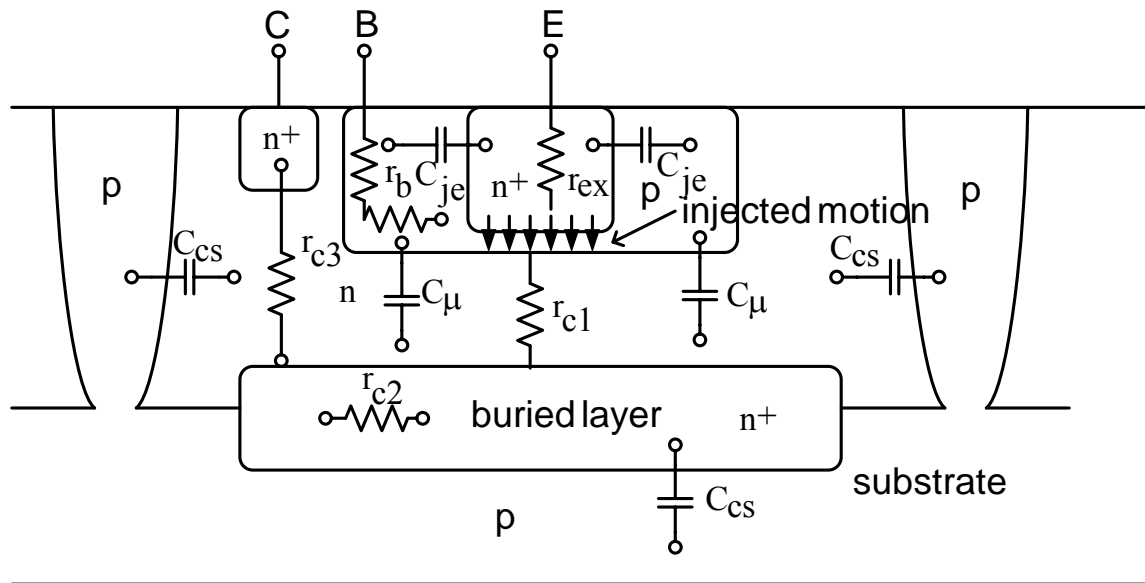 C B E
n+
p
r_b C_je
n+
r_ex
p
C_je
p
injected motion
C_cs
r_c3
n
C_μ
r_c1
C_μ
C_cs
r_c2
buried layer
n+
substrate
C_cs
p